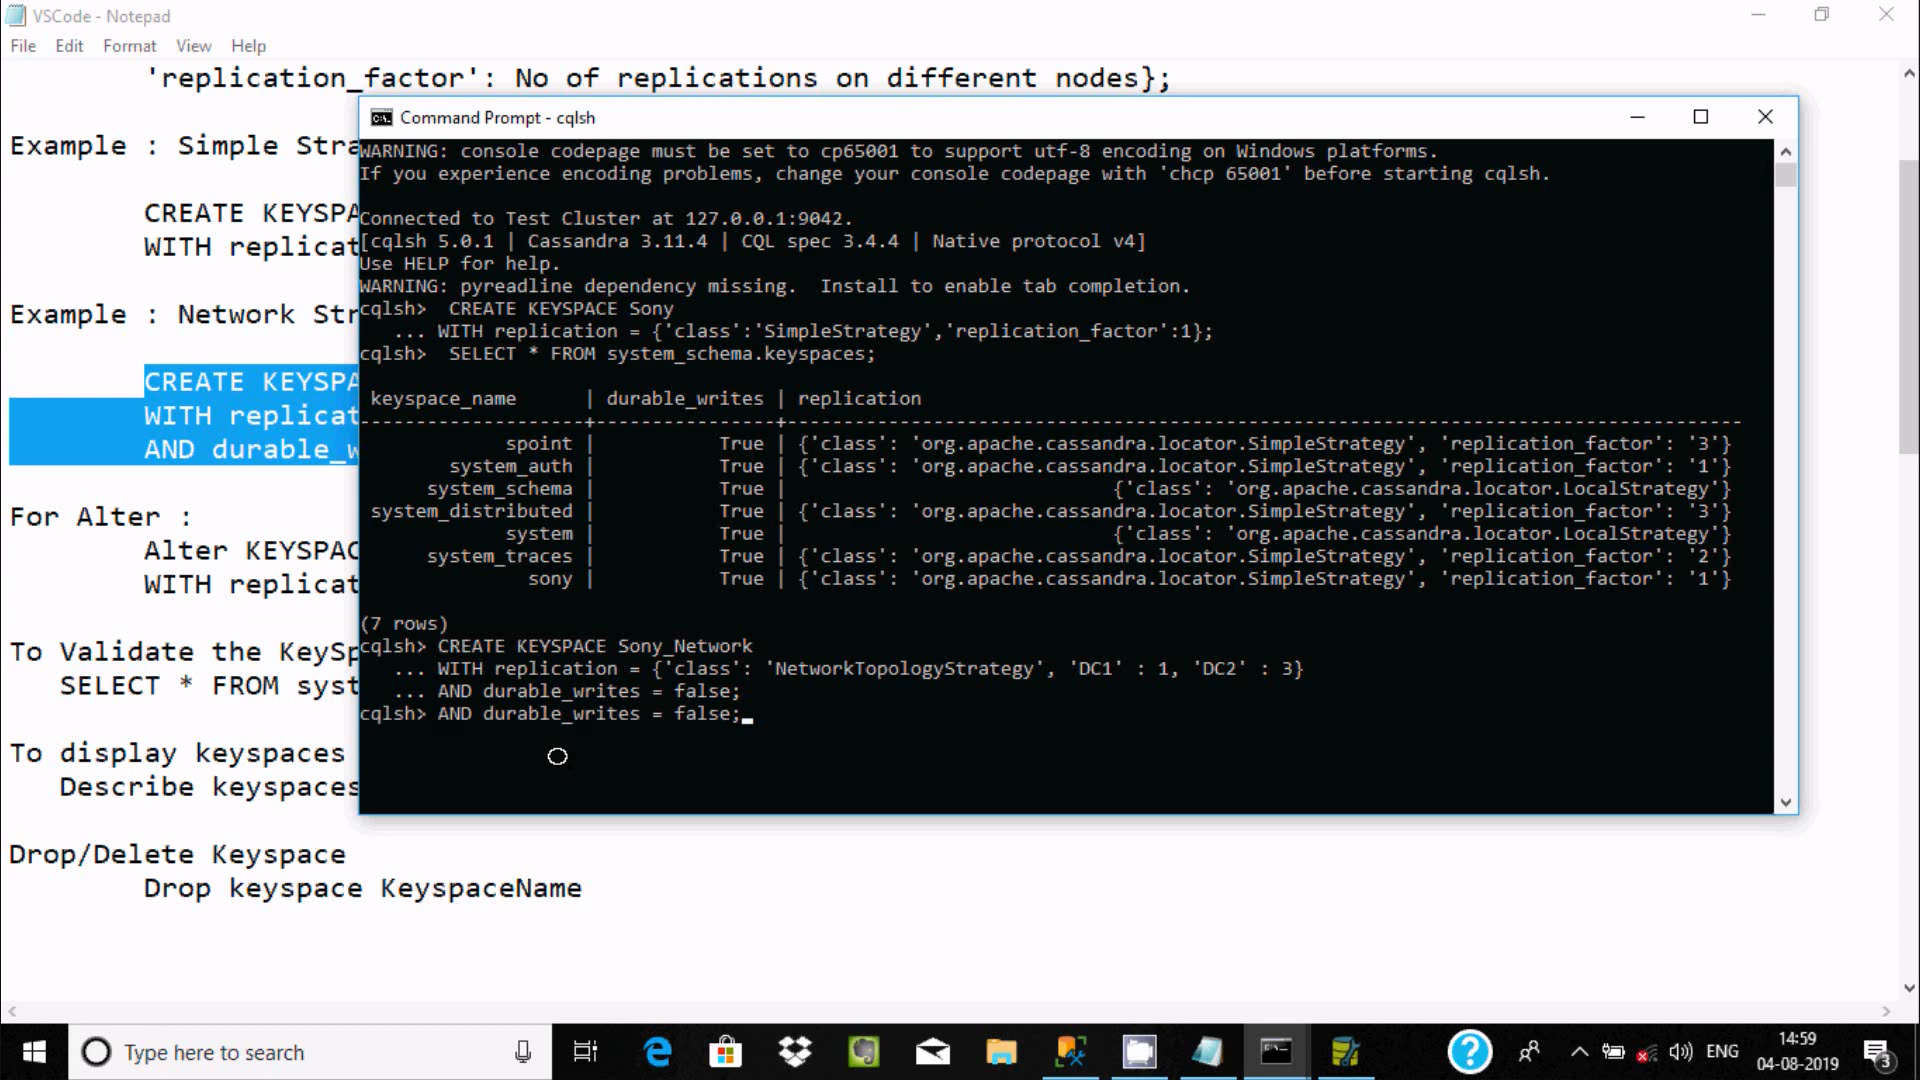 VSCode - Notepad
File Edit Format View Help
'replication_factor': No of replications on different nodes};
Example : Simple Stra
CREATE KEYSPA
WITH replicat
Example : Network Str
CREATE KEYSPA
WITH replicat
AND durable_w
For Alter :
Alter KEYSPAC
WITH replicat
To Validate the KeySp
SELECT * FROM syst
To display keyspaces
Describe keyspaces
Drop/Delete Keyspace
Drop keyspace KeyspaceName
Command Prompt - cqlsh
WARNING: console codepage must be set to cp65001 to support utf-8 encoding on Windows platforms.
If you experience encoding problems, change your console codepage with 'chcp 65001' before starting cqlsh.
Connected to Test Cluster at 127.0.0.1:9042.
[cqlsh 5.0.1 | Cassandra 3.11.4 | CQL spec 3.4.4 | Native protocol v4]
Use HELP for help.
WARNING: pyreadline dependency missing.  Install to enable tab completion.
cqlsh>  CREATE KEYSPACE Sony
... WITH replication = {'class':'SimpleStrategy','replication_factor':1};
cqlsh>  SELECT * FROM system_schema.keyspaces;
keyspace_name | durable_writes | replication
--------------------+----------------+-------------------------------------------------------------------------------------
spoint | True | {'class': 'org.apache.cassandra.locator.SimpleStrategy', 'replication_factor': '3'}
system_auth | True | {'class': 'org.apache.cassandra.locator.SimpleStrategy', 'replication_factor': '1'}
system_schema | True | {'class': 'org.apache.cassandra.locator.LocalStrategy'}
system_distributed | True | {'class': 'org.apache.cassandra.locator.SimpleStrategy', 'replication_factor': '3'}
system | True | {'class': 'org.apache.cassandra.locator.LocalStrategy'}
system_traces | True | {'class': 'org.apache.cassandra.locator.SimpleStrategy', 'replication_factor': '2'}
sony | True | {'class': 'org.apache.cassandra.locator.SimpleStrategy', 'replication_factor': '1'}
(7 rows)
cqlsh> CREATE KEYSPACE Sony_Network
... WITH replication = {'class': 'NetworkTopologyStrategy', 'DC1' : 1, 'DC2' : 3}
... AND durable_writes = false;
cqlsh> AND durable_writes = false;
Type here to search
ENG
14:59
04-08-2019
3